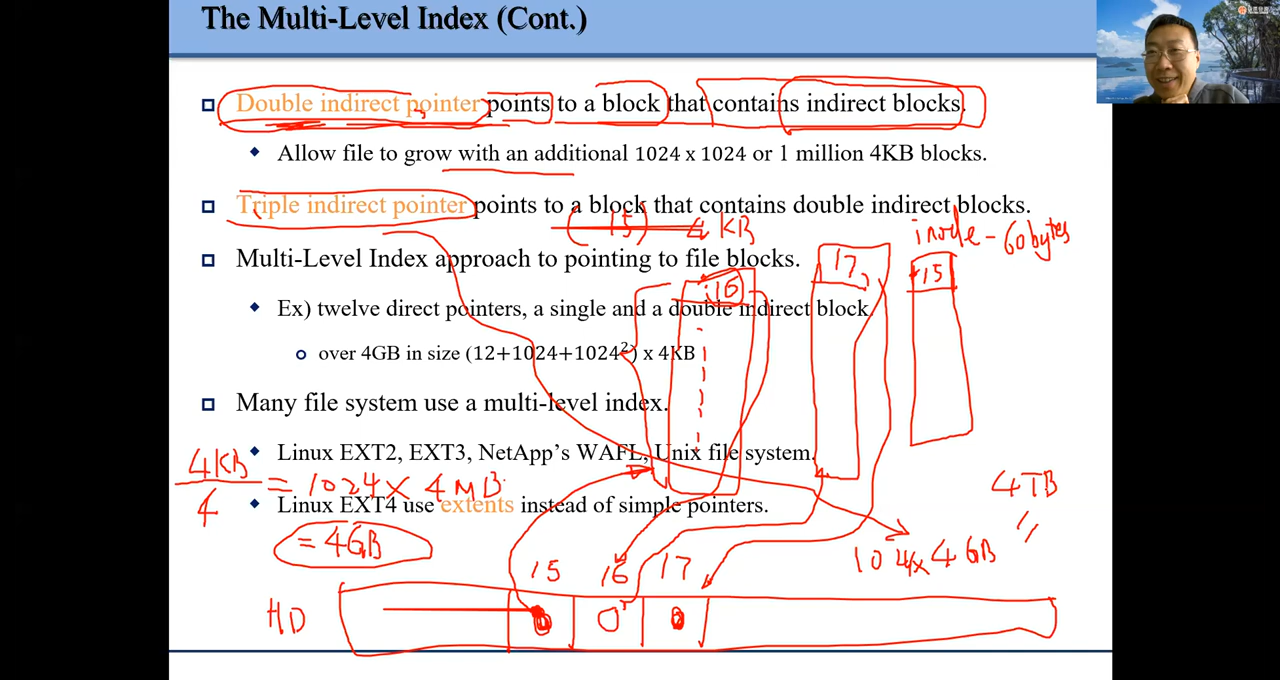 The Multi-Level Index (Cont.)
Double indirect pointer points to a block that contains indirect blocks.
Allow file to grow with an additional 1024 x 1024 or 1 million 4KB blocks.
Triple indirect pointer points to a block that contains double indirect blocks.
15 4 KB
inode - 60 bytes
Multi-Level Index approach to pointing to file blocks.
17
15
16
Ex) twelve direct pointers, a single and a double indirect block.
over 4GB in size (12+1024+1024²) x 4KB
Many file system use a multi-level index.
Linux EXT2, EXT3, NetApp's WAFL, Unix file system.
4KB
4
= 1024 × 4MB
4TB
Linux EXT4 use extents instead of simple pointers.
= 4GB
1024 × 4GB
15 16 17
HD